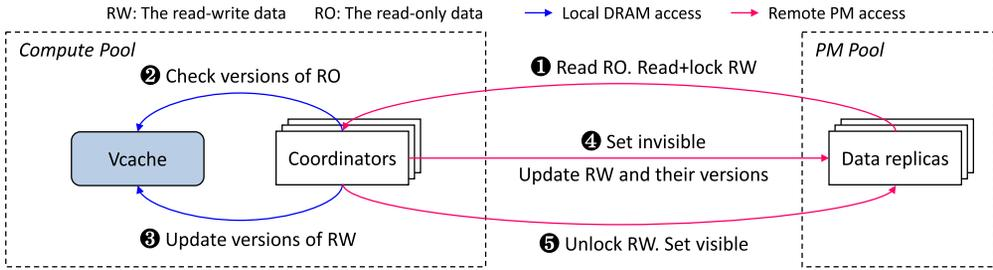 RW: The read-write data RO: The read-only data Local DRAM access Remote PM access
Compute Pool
PM Pool
❷ Check versions of RO
❶ Read RO. Read+lock RW
Vcache
Coordinators
❹ Set invisible
Update RW and their versions
Data replicas
❸ Update versions of RW
❺ Unlock RW. Set visible